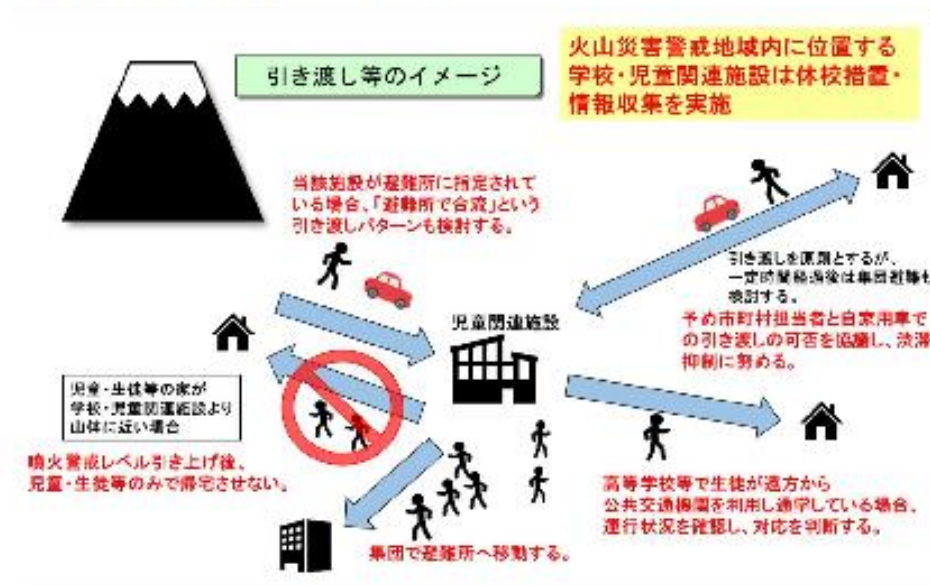 引き渡し等のイメージ
火山災害警戒地域内に位置する
学校・児童関連施設は休校措置・
情報収集を実施
当該施設が避難所に指定されて
いる場合、「避難所で合流」という
引き渡しパターンも検討する。
引き渡しを原則とするが、
一定時間経過後は集団避難も
検討する。
予め市町村担当者と自家用車で
の引き渡しの可否を協議し、渋滞
抑制に努める。
児童関連施設
児童・生徒等の家が
学校・児童関連施設より
山体に近い場合
噴火警戒レベル引き上げ後、
児童・生徒等のみで帰宅させない。
高等学校等で生徒が遠方から
公共交通機関を利用し通学している場合、
運行状況を確認し、対応を判断する。
集団で避難所へ移動する。